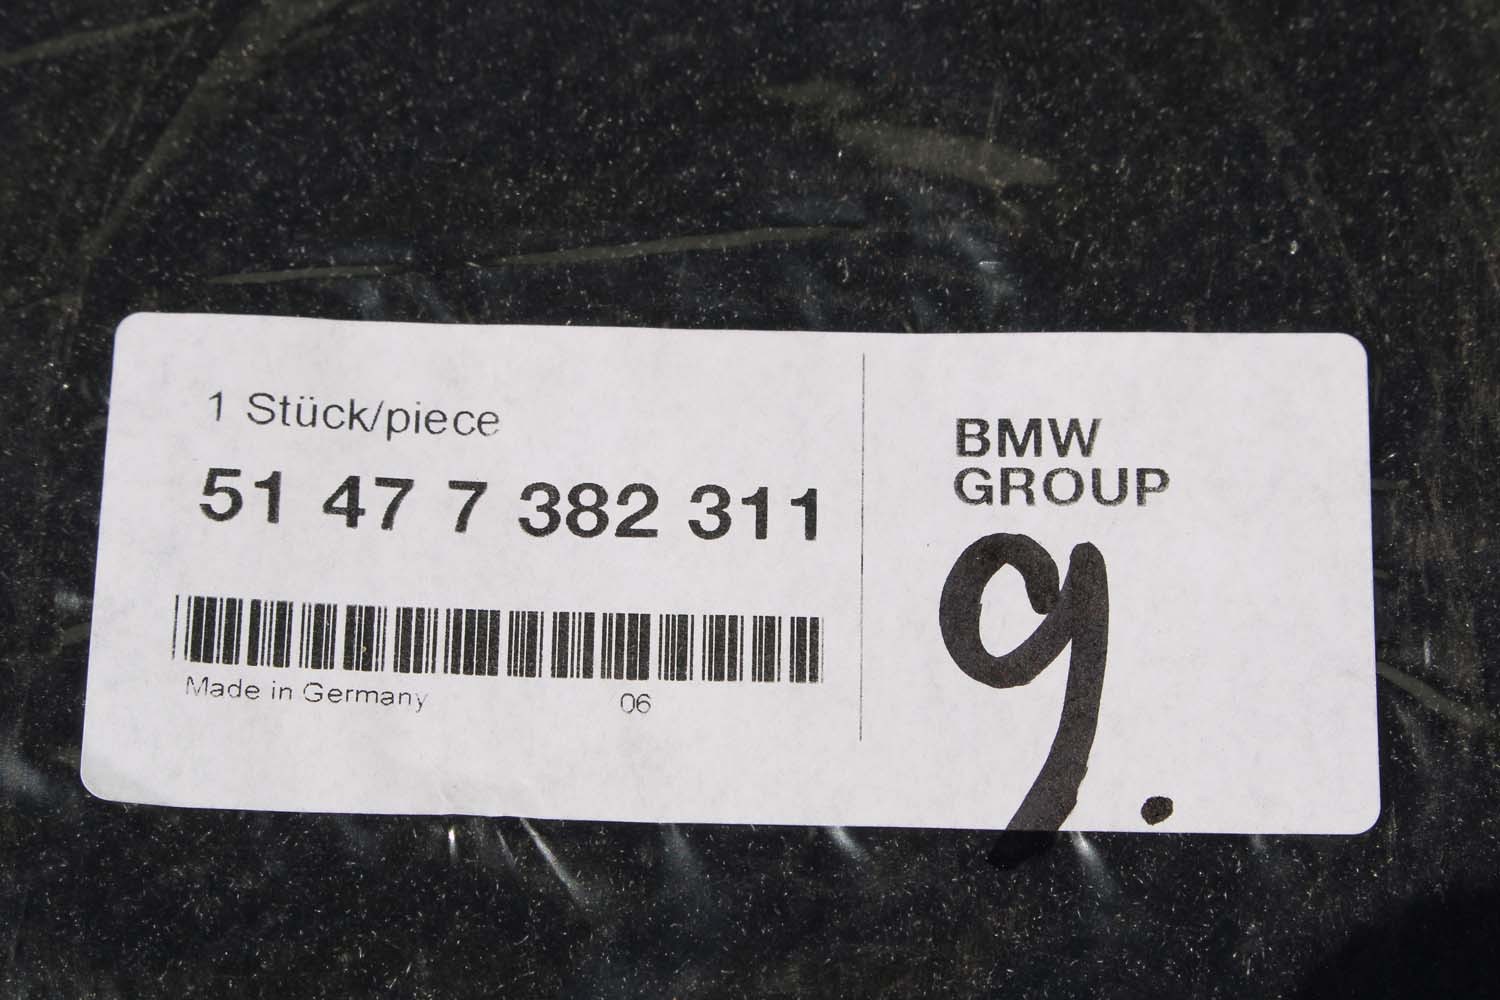 1 Stück/piece
51 47 7 382 311
Made in Germany 06
BMW
GROUP
9.